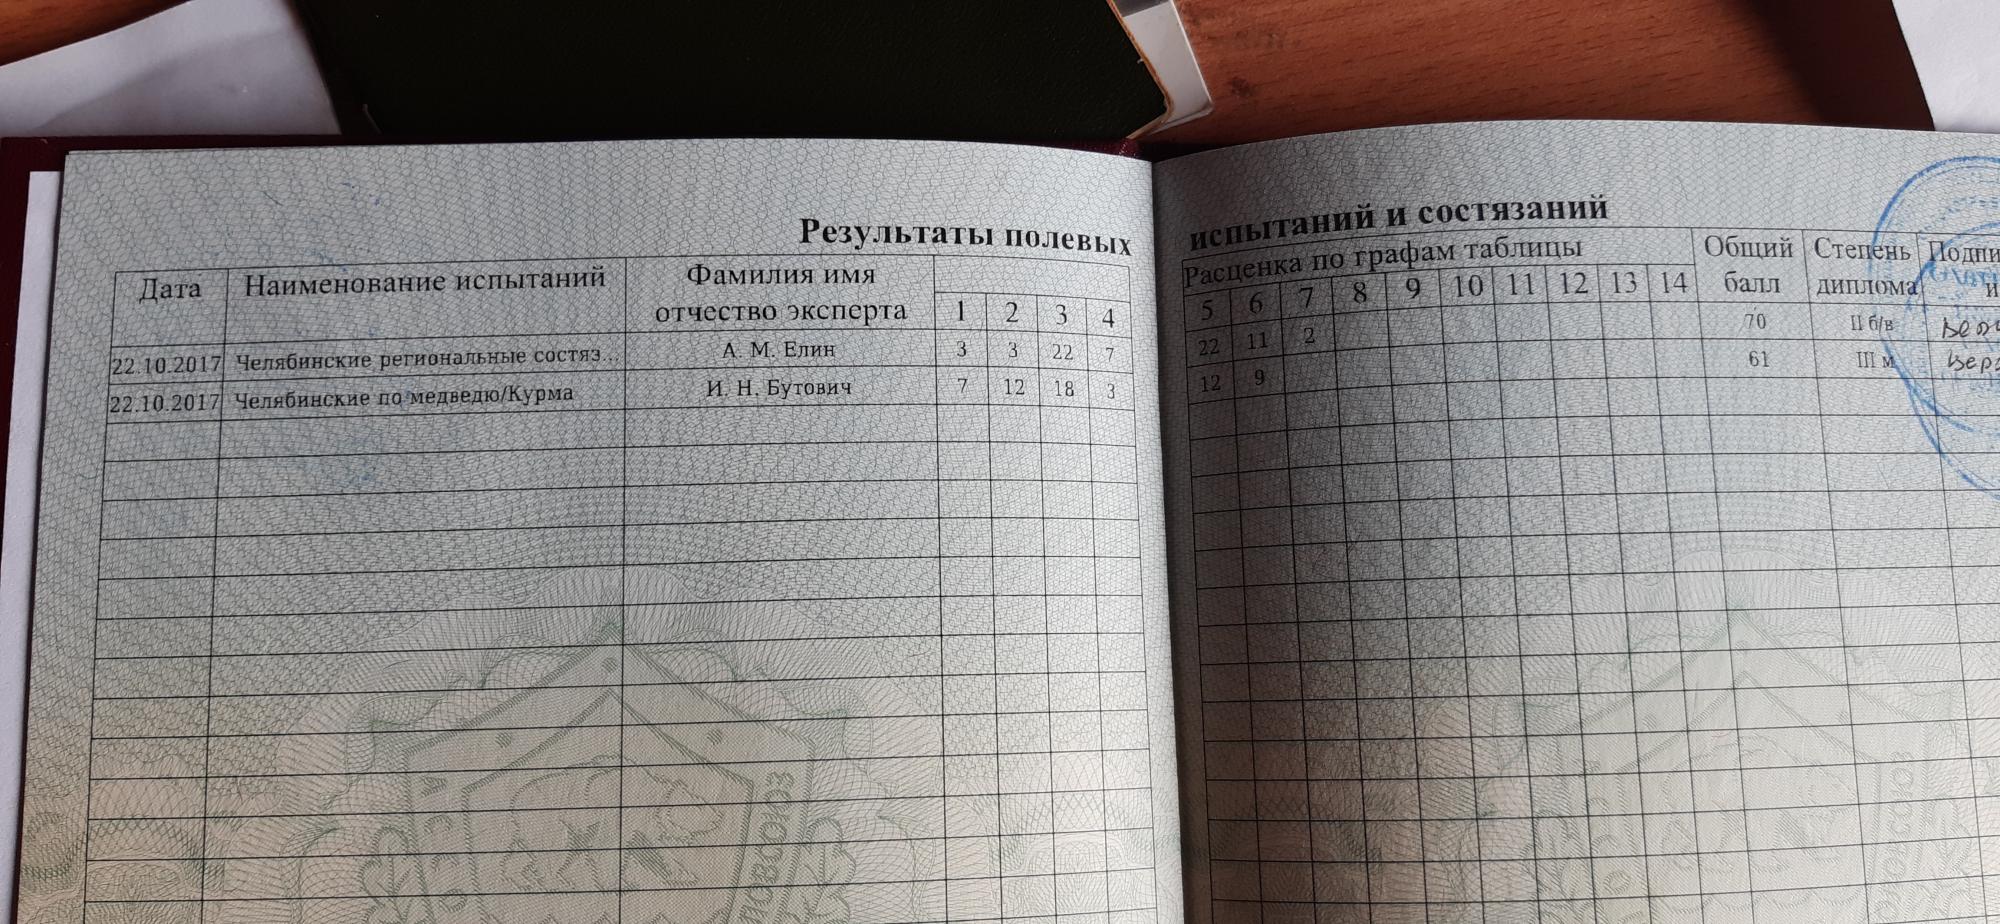 Результаты полевых испытаний и состязаний
Дата Наименование испытаний Фамилия имя отчество эксперта Расценка по графам таблицы Общий балл Степень диплома
1 2 3 4 5 6 7 8 9 10 11 12 13 14
22.10.2017 Челябинские региональные состяз... А. М. Елин 3 3 22 7 22 11 2 70 II б/в
22.10.2017 Челябинские по медведю/Курма И. Н. Бутович 7 12 18 3 12 9 61 III м